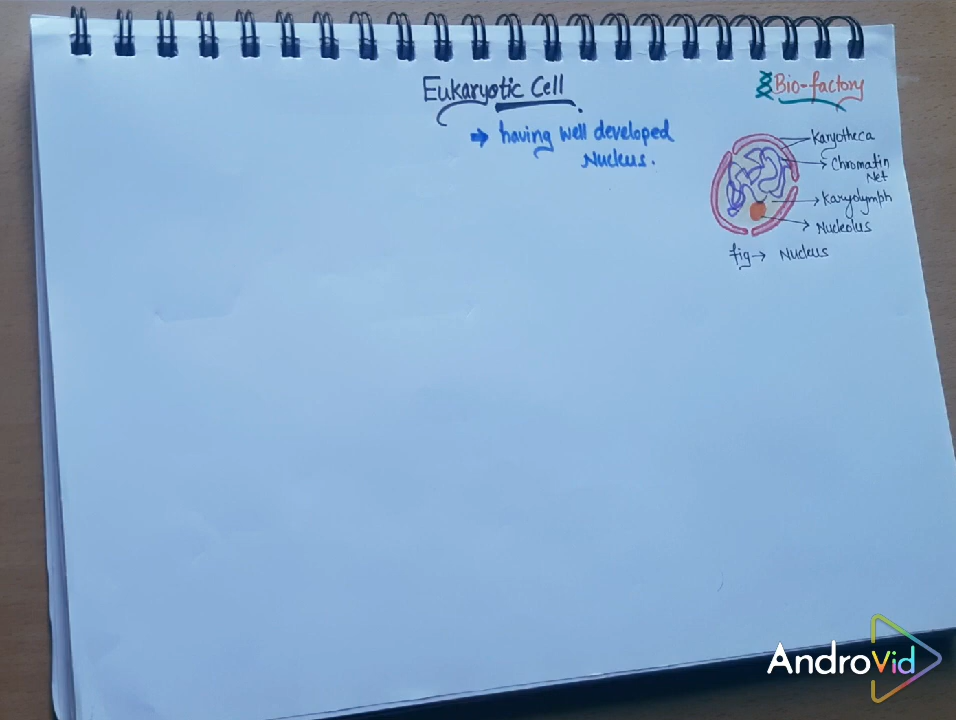 Eukaryotic Cell
Bio-factory
→ having well developed
Nucleus.
Karyotheca
Chromatin
Net
Karyolymph
Nucleolus
fig → Nucleus
AndroVid